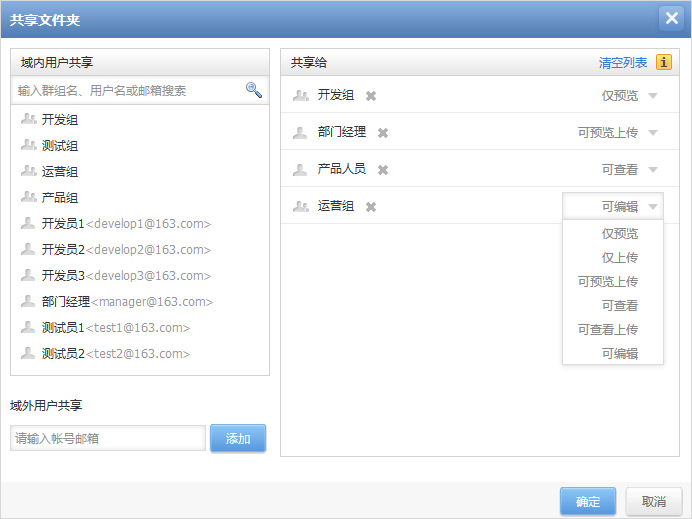 共享文件夹
域内用户共享
输入群组名、用户名或邮箱搜索
开发组
测试组
运营组
产品组
开发员1<develop1@163.com>
开发员2<develop2@163.com>
开发员3<develop3@163.com>
部门经理<manager@163.com>
测试员1<test1@163.com>
测试员2<test2@163.com>
域外用户共享
请输入帐号邮箱
添加
共享给
清空列表
开发组 仅预览
部门经理 可预览上传
产品人员 可查看
运营组 可编辑
仅预览
仅上传
可预览上传
可查看
可查看上传
可编辑
确定
取消